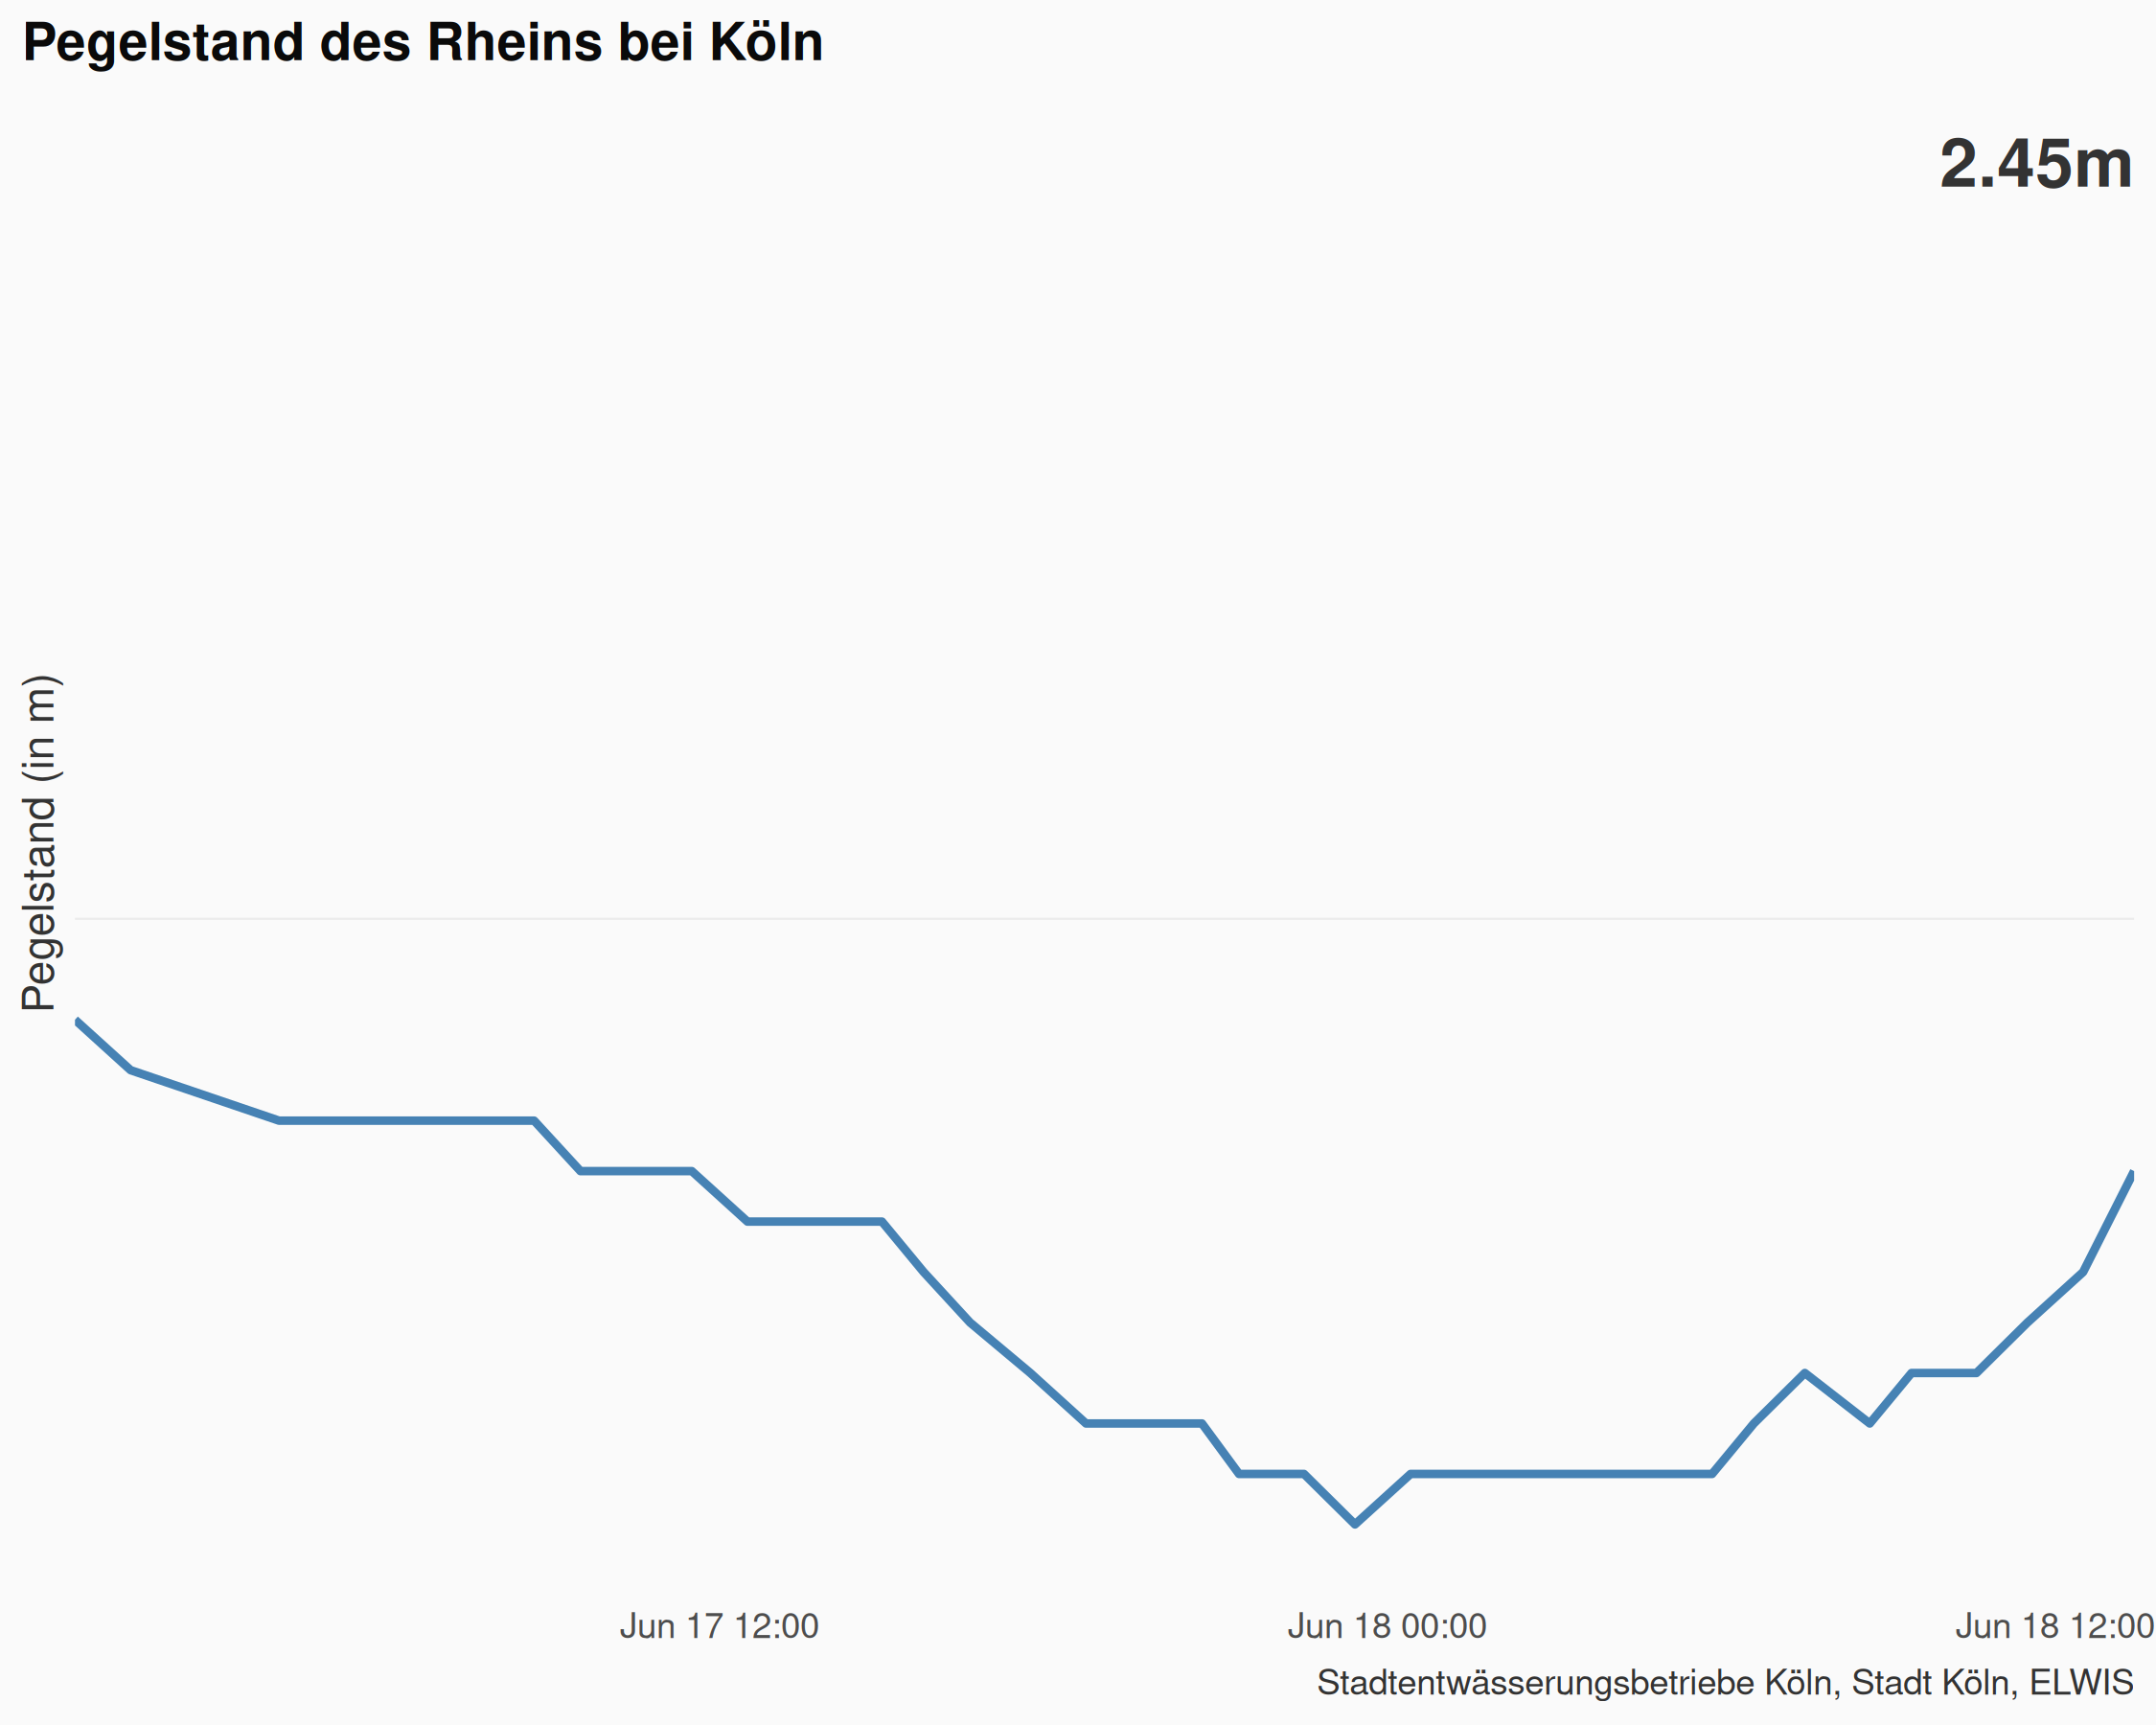 Pegelstand des Rheins bei Köln
2.45m
Pegelstand (in m)
Jun 17 12:00
Jun 18 00:00
Jun 18 12:00
Stadtentwässerungsbetriebe Köln, Stadt Köln, ELWIS